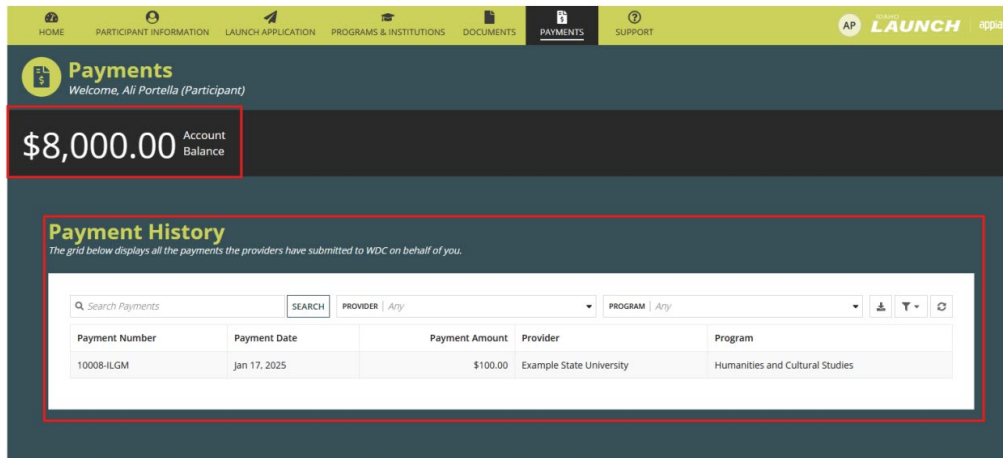 HOME PARTICIPANT INFORMATION LAUNCH APPLICATION PROGRAMS & INSTITUTIONS DOCUMENTS PAYMENTS SUPPORT AP IDAHO LAUNCH appia
Payments
Welcome, Ali Portella (Participant)
$8,000.00 Account Balance
Payment History
The grid below displays all the payments the providers have submitted to WDC on behalf of you.
Search Payments SEARCH PROVIDER Any PROGRAM Any
Payment Number Payment Date Payment Amount Provider Program
10008-ILGM Jan 17, 2025 $100.00 Example State University Humanities and Cultural Studies